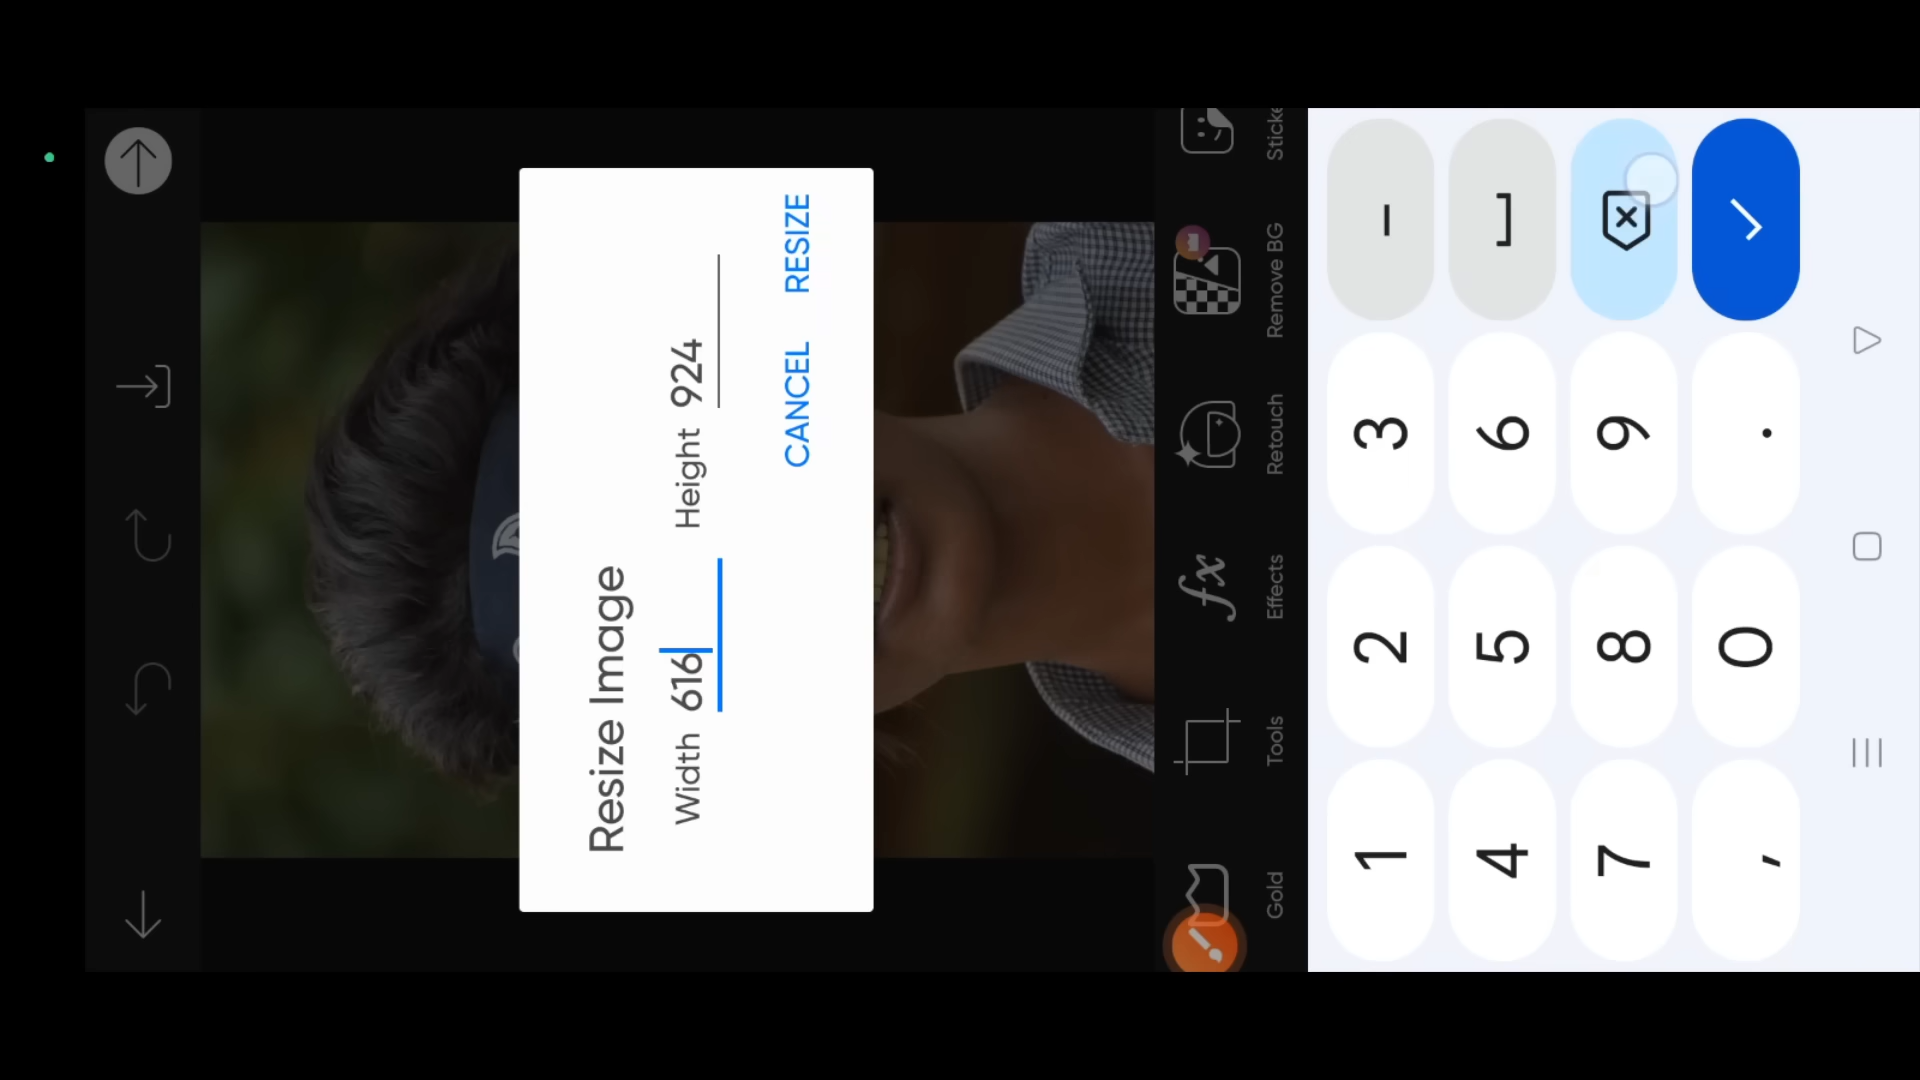 Resize Image
Width 616 Height 924
CANCEL RESIZE
Gold Tools Effects Retouch Remove BG Sticke
1 2 3 -
4 5 6
7 8 9
, 0 .